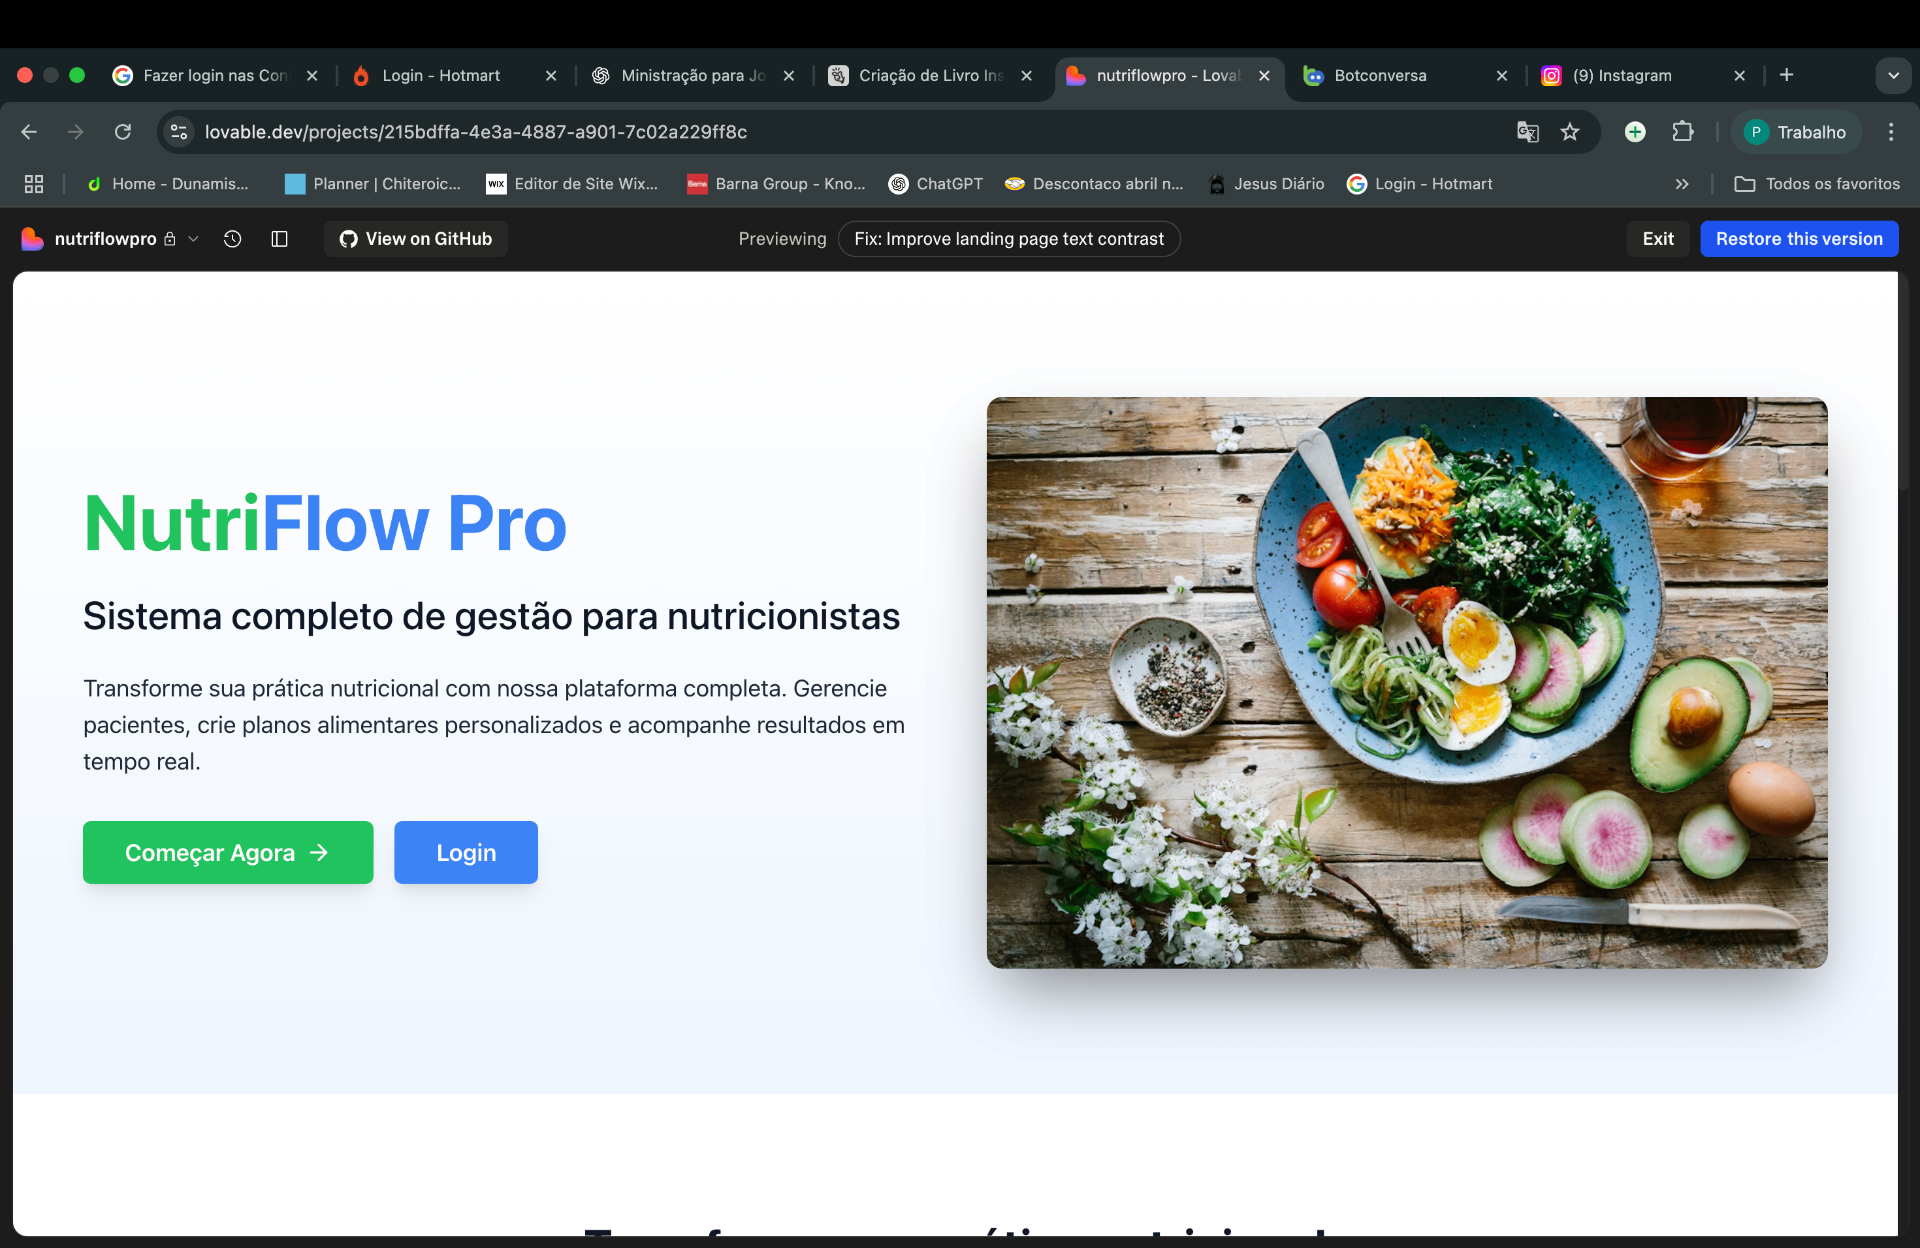 Fazer login nas Con
Login - Hotmart
Ministração para Jo
Criação de Livro Ins
nutriflowpro - Lovab
Botconversa
(9) Instagram
lovable.dev/projects/215bdffa-4e3a-4887-a901-7c02a229ff8c
P
Trabalho
Home - Dunamis...
Planner | Chiteroic...
WIX
Editor de Site Wix...
Barna
Barna Group - Kno...
ChatGPT
Descontaco abril n...
Jesus Diário
Login - Hotmart
Todos os favoritos
nutriflowpro
View on GitHub
Previewing
Fix: Improve landing page text contrast
Exit
Restore this version
NutriFlow Pro
Sistema completo de gestão para nutricionistas
Transforme sua prática nutricional com nossa plataforma completa. Gerencie
pacientes, crie planos alimentares personalizados e acompanhe resultados em
tempo real.
Começar Agora →
Login